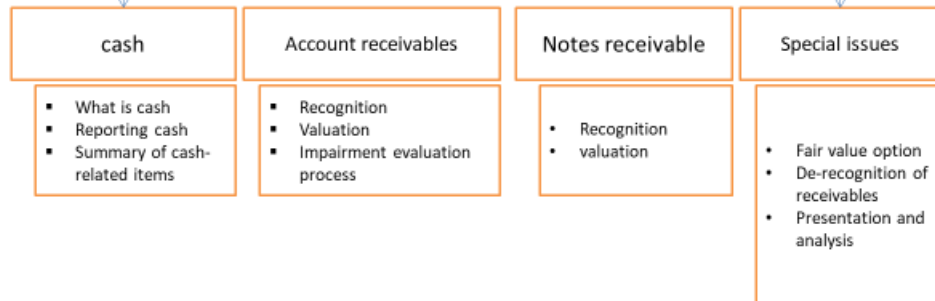 cash
What is cash
Reporting cash
Summary of cash-
related items
Account receivables
Recognition
Valuation
Impairment evaluation
process
Notes receivable
Recognition
valuation
Special issues
Fair value option
De-recognition of
receivables
Presentation and
analysis